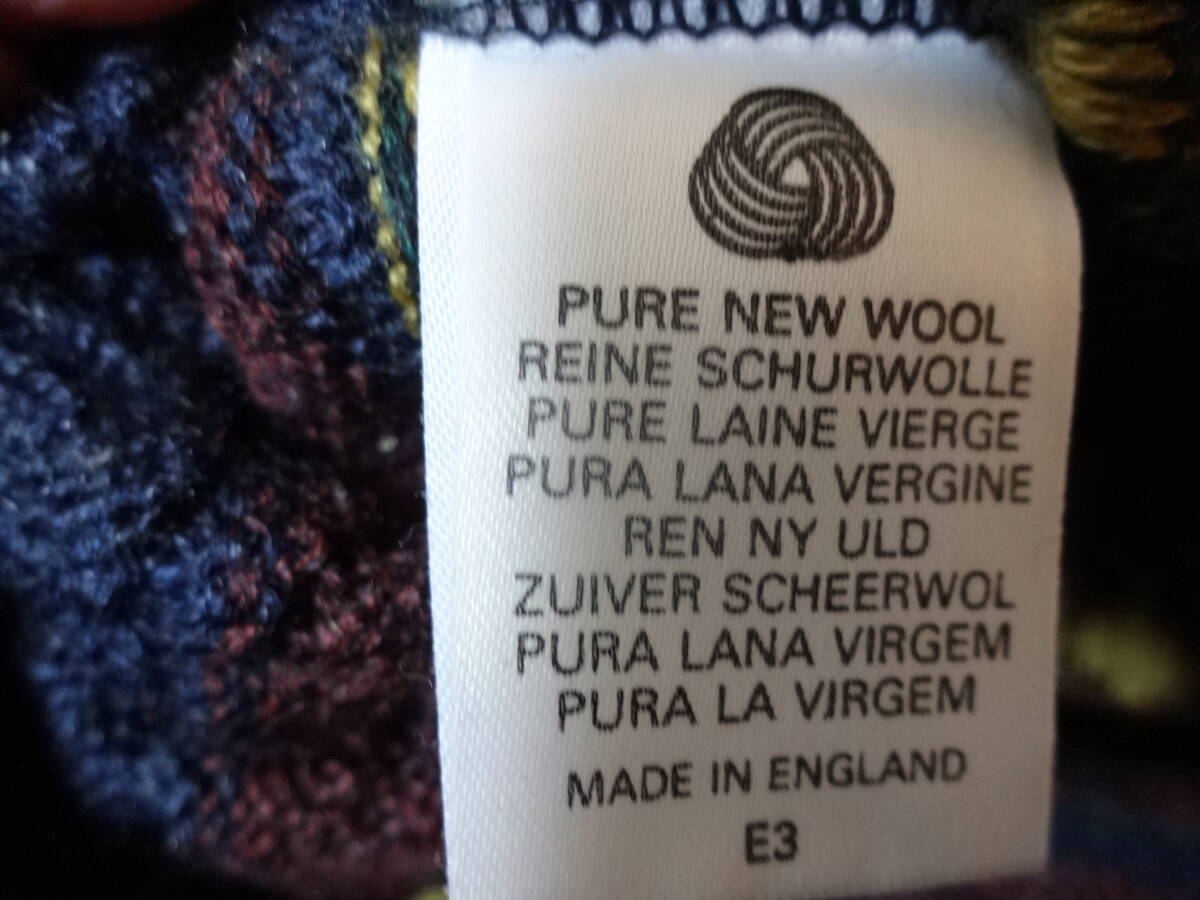 PURE NEW WOOL
REINE SCHURWOLLE
PURE LAINE VIERGE
PURA LANA VERGINE
REN NY ULD
ZUIVER SCHEERWOL
PURA LANA VIRGEM
PURA LA VIRGEM
MADE IN ENGLAND
E3